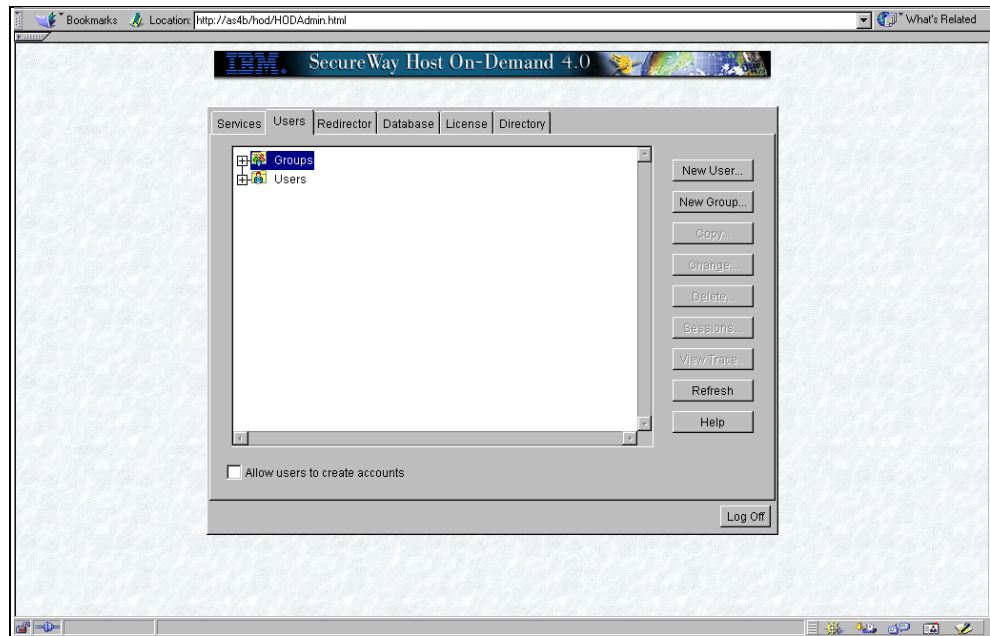 Bookmarks Location: http://as4b/hod/HODAdmin.html What's Related
IBM. SecureWay Host On-Demand 4.0
Services Users Redirector Database License Directory
Groups
Users
New User...
New Group...
Copy...
Change...
Delete...
Sessions...
View Trace...
Refresh
Help
Allow users to create accounts
Log Off